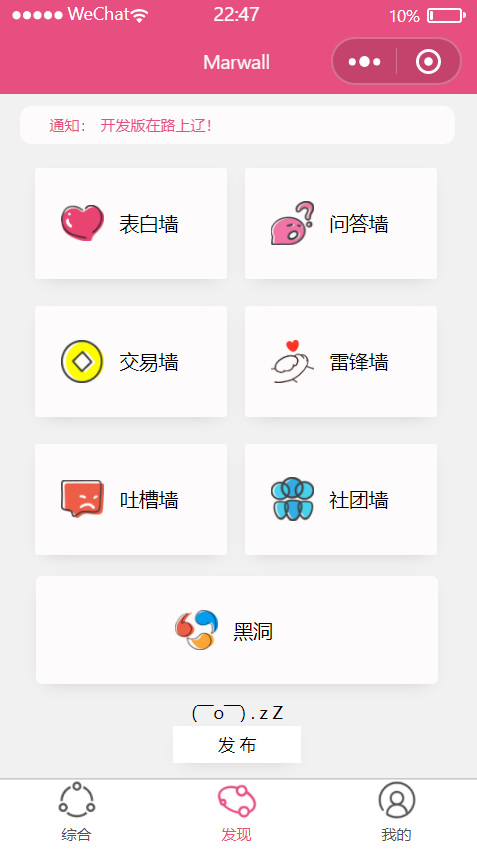 ●●●●● WeChat 22:47 10%
Marwall
通知： 开发版在路上辽！
表白墙 问答墙
交易墙 雷锋墙
吐槽墙 社团墙
黑洞
(￣o￣) . z Z
发 布
综合 发现 我的